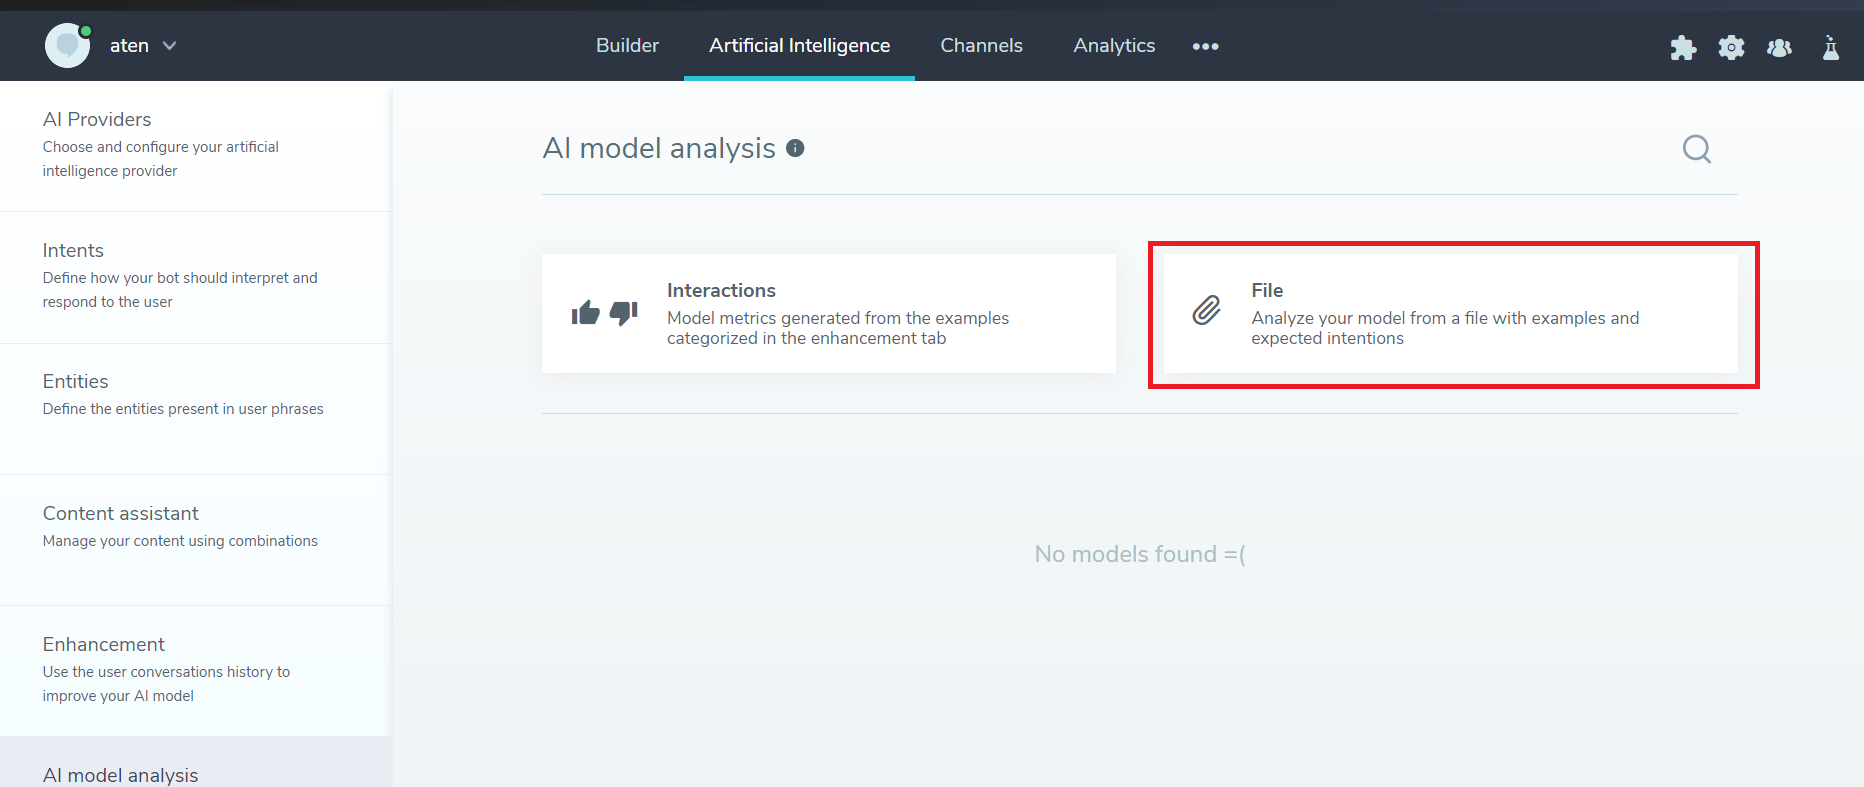 aten
Builder
Artificial Intelligence
Channels
Analytics
AI Providers
Choose and configure your artificial
intelligence provider
Intents
Define how your bot should interpret and
respond to the user
Entities
Define the entities present in user phrases
Content assistant
Manage your content using combinations
Enhancement
Use the user conversations history to
improve your AI model
AI model analysis
AI model analysis
Interactions
Model metrics generated from the examples
categorized in the enhancement tab
File
Analyze your model from a file with examples and
expected intentions
No models found =(